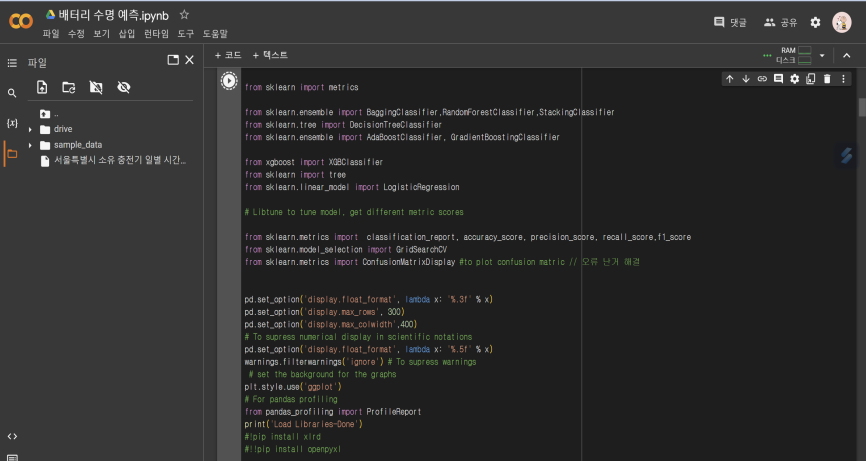 배터리 수명 예측.ipynb
댓글
공유
파일 수정 보기 삽입 런타임 도구 도움말
파일
+ 코드 + 텍스트
RAM
디스크
{x}
..
drive
sample_data
서울특별시 소유 충전기 일별 시간...
from sklearn import metrics
from sklearn.ensemble import BaggingClassifier,RandomForestClassifier,StackingClassifier
from sklearn.tree import DecisionTreeClassifier
from sklearn.ensemble import AdaBoostClassifier, GradientBoostingClassifier
from xgboost import XGBClassifier
from sklearn import tree
from sklearn.linear_model import LogisticRegression
# Libtune to tune model, get different metric scores
from sklearn.metrics import classification_report, accuracy_score, precision_score, recall_score,f1_score
from sklearn.model_selection import GridSearchCV
from sklearn.metrics import ConfusionMatrixDisplay #to plot confusion matric // 오류 난거 해결
pd.set_option('display.float_format', lambda x: '%.3f' % x)
pd.set_option('display.max_rows', 300)
pd.set_option('display.max_colwidth',400)
# To supress numerical display in scientific notations
pd.set_option('display.float_format', lambda x: '%.5f' % x)
warnings.filterwarnings('ignore') # To supress warnings
# set the background for the graphs
plt.style.use('ggplot')
# For pandas profiling
from pandas_profiling import ProfileReport
print('Load Libraries-Done')
#!pip install xlrd
#!!pip install openpyxl